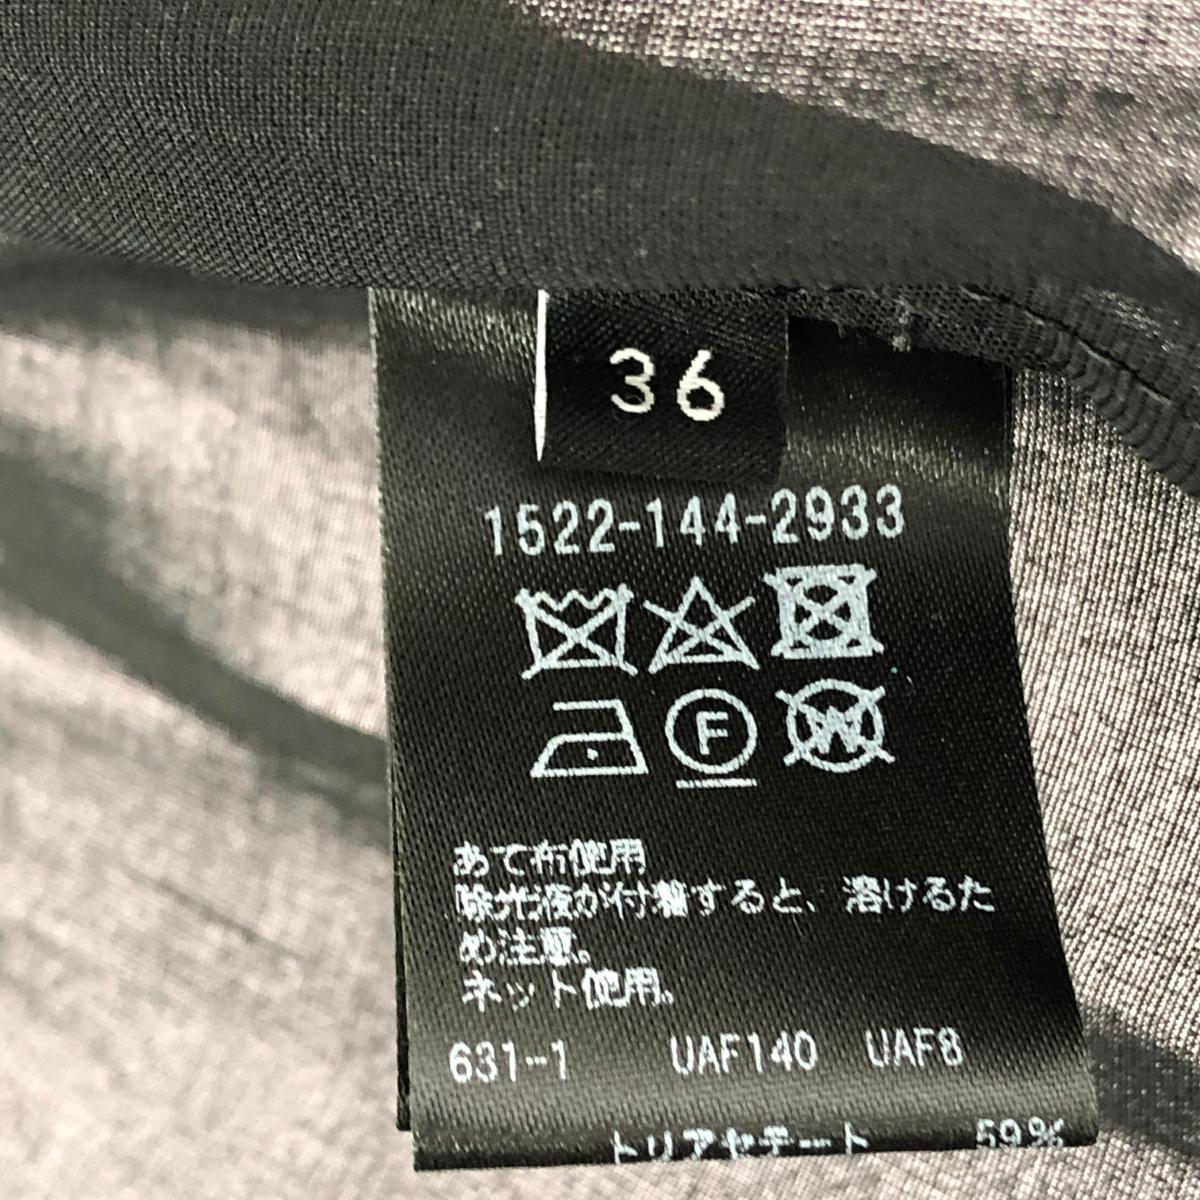 36
1522-144-2933
F
W
あて布使用
除光液が付着すると、溶けるた
め注意。
ネット使用。
631-1 UAF140 UAF8
トリアセテート 59%